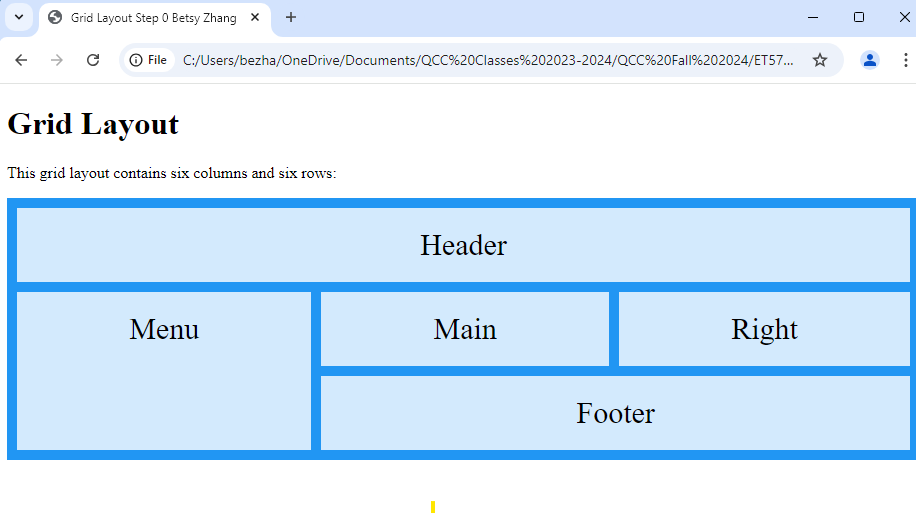 Grid Layout Step 0 Betsy Zhang
File
C:/Users/bezha/OneDrive/Documents/QCC%20Classes%202023-2024/QCC%20Fall%202024/ET57...
Grid Layout
This grid layout contains six columns and six rows:
Header
Menu
Main
Right
Footer